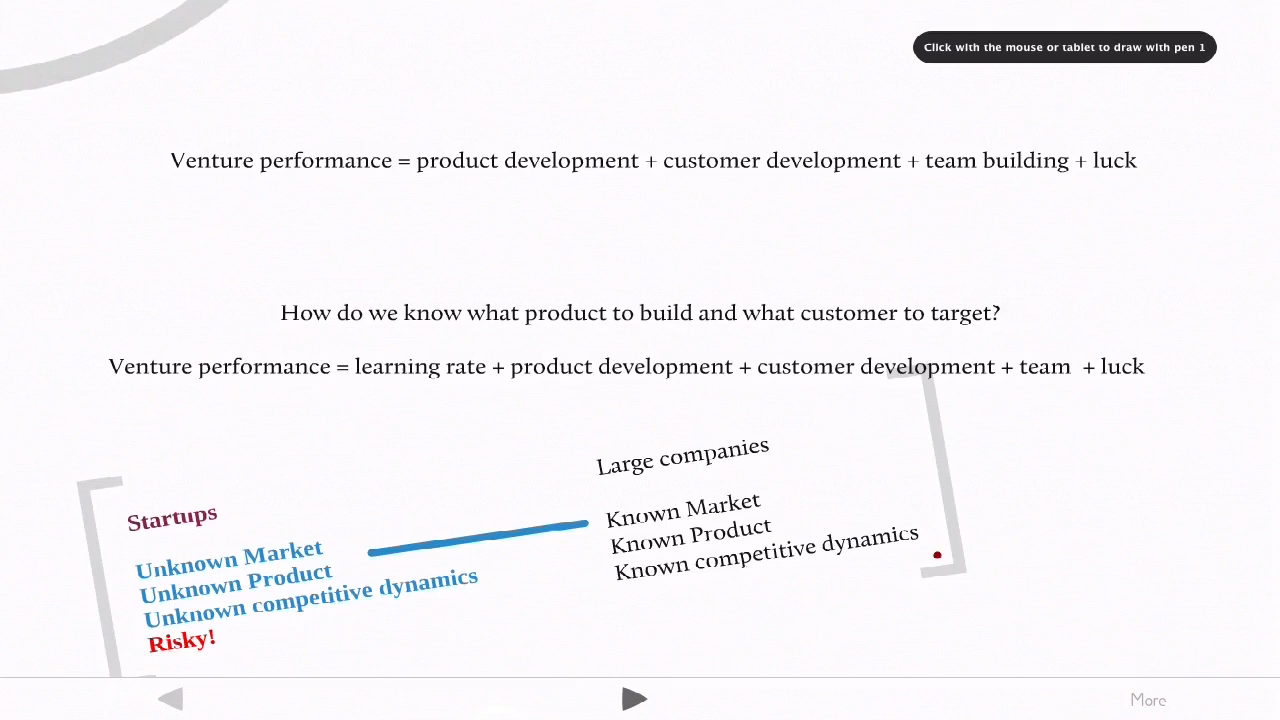 Click with the mouse or tablet to draw with pen 1
Venture performance = product development + customer development + team building + luck
How do we know what product to build and what customer to target?
Venture performance = learning rate + product development + customer development + team + luck
Large companies
Known Market
Known Product
Known competitive dynamics
Startups
Unknown Market
Unknown Product
Unknown competitive dynamics
Risky!
More